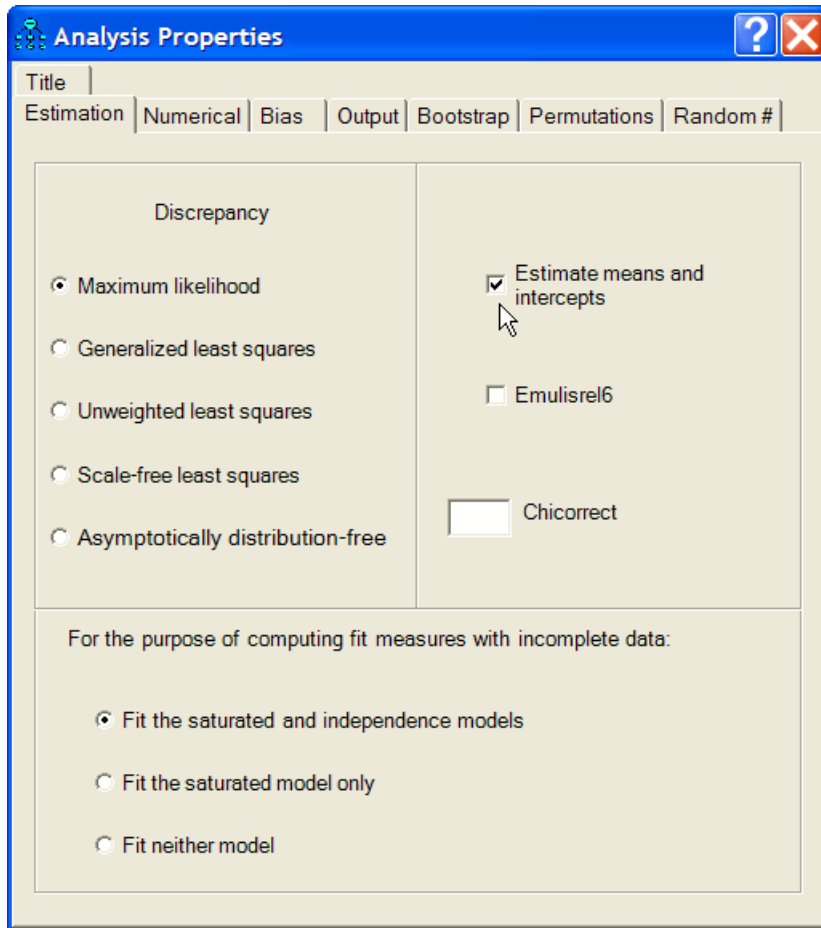 Analysis Properties
Title
Estimation Numerical Bias Output Bootstrap Permutations Random #
Discrepancy
Maximum likelihood
Generalized least squares
Unweighted least squares
Scale-free least squares
Asymptotically distribution-free
Estimate means and
intercepts
Emulisrel6
Chicorrect
For the purpose of computing fit measures with incomplete data:
Fit the saturated and independence models
Fit the saturated model only
Fit neither model